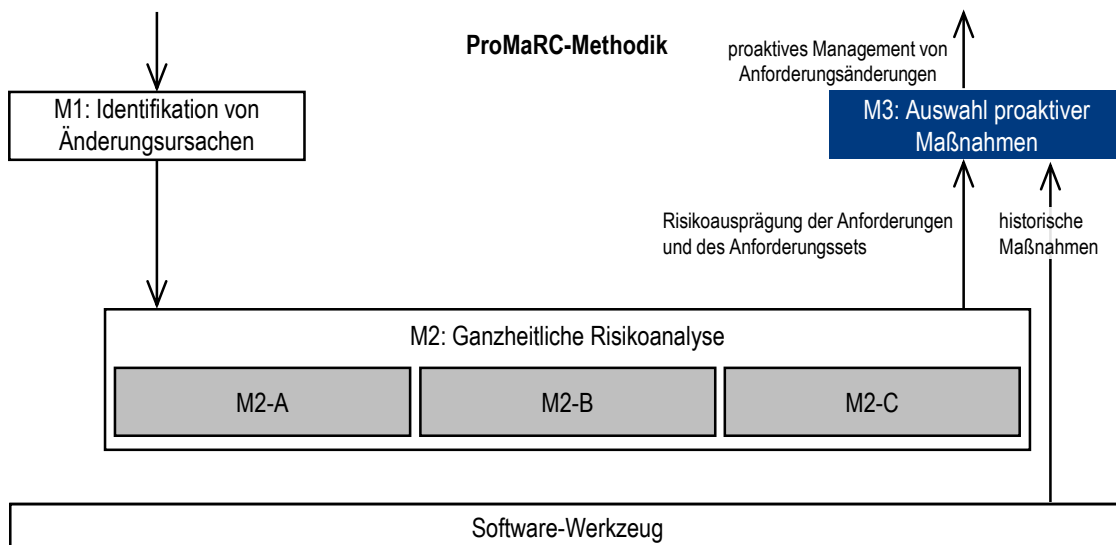 ProMaRC-Methodik
proaktives Management von
Anforderungsänderungen
M1: Identifikation von
Änderungsursachen
M3: Auswahl proaktiver
Maßnahmen
Risikoausprägung der Anforderungen
und des Anforderungssets
historische
Maßnahmen
M2: Ganzheitliche Risikoanalyse
M2-A
M2-B
M2-C
Software-Werkzeug